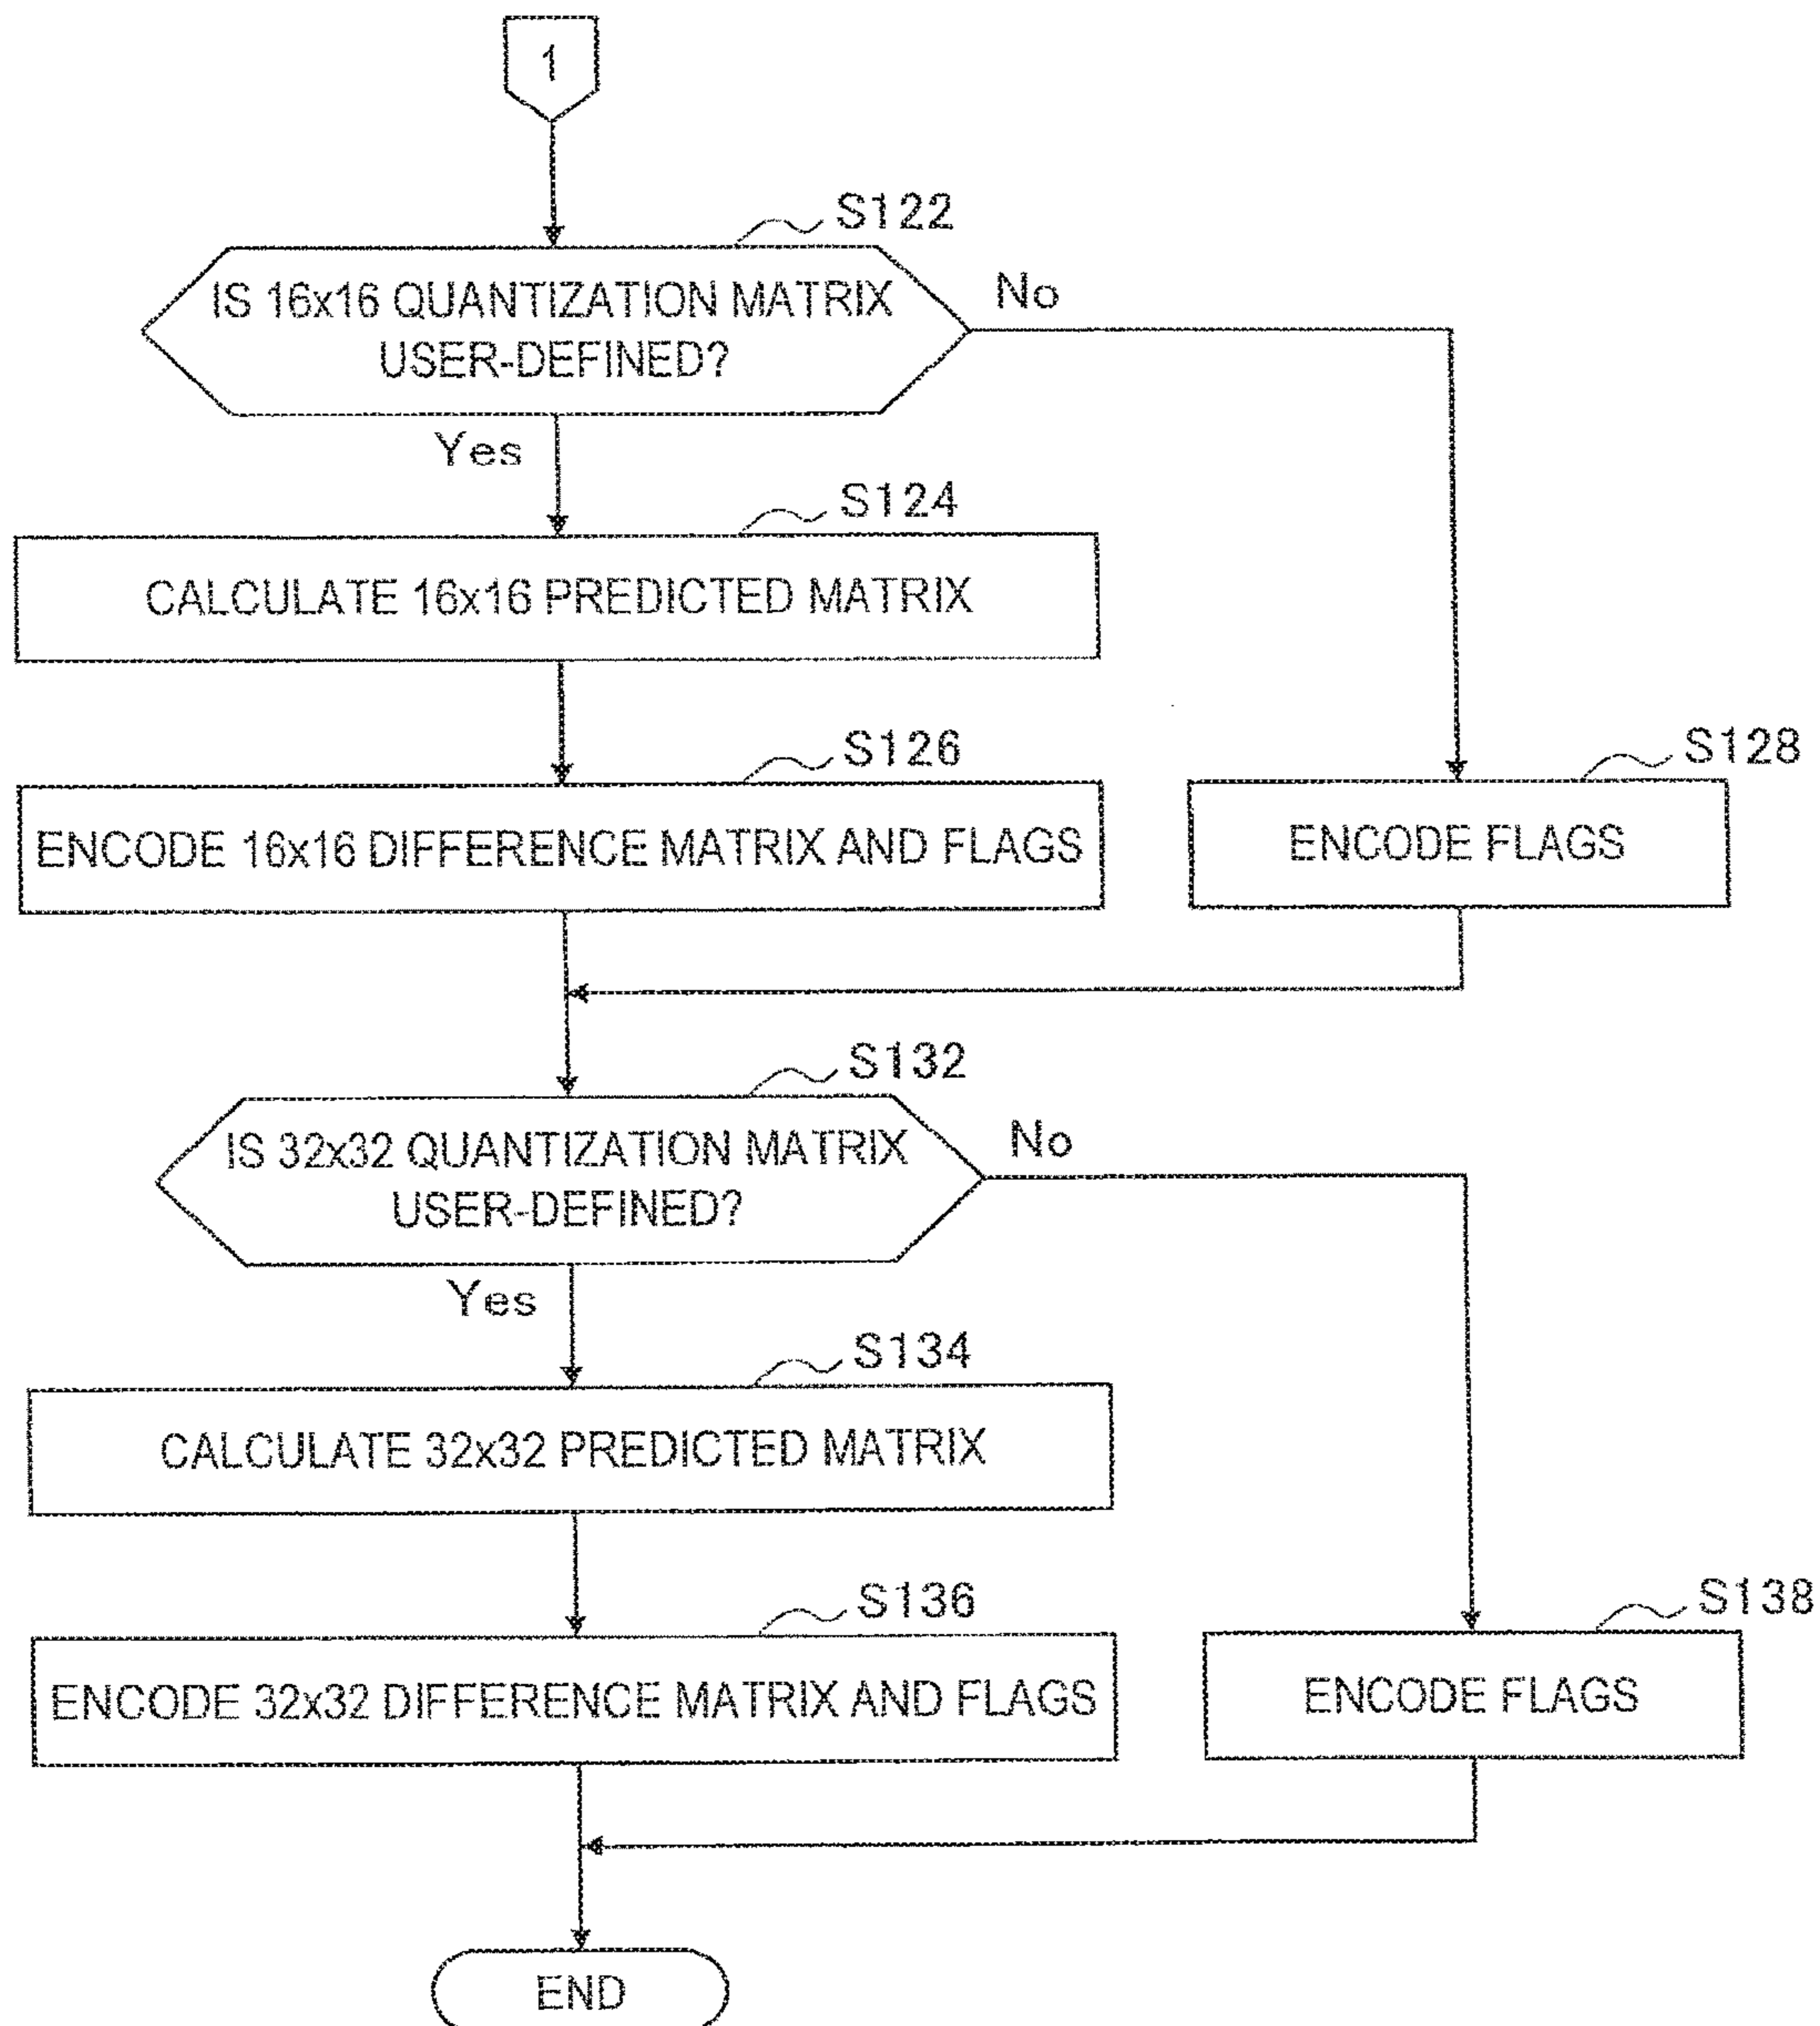 1
S122
IS 16x16 QUANTIZATION MATRIX
USER-DEFINED?
No
Yes
S124
CALCULATE 16x16 PREDICTED MATRIX
S126
ENCODE 16x16 DIFFERENCE MATRIX AND FLAGS
S128
ENCODE FLAGS
S132
IS 32x32 QUANTIZATION MATRIX
USER-DEFINED?
No
Yes
S134
CALCULATE 32x32 PREDICTED MATRIX
S136
ENCODE 32x32 DIFFERENCE MATRIX AND FLAGS
S138
ENCODE FLAGS
END